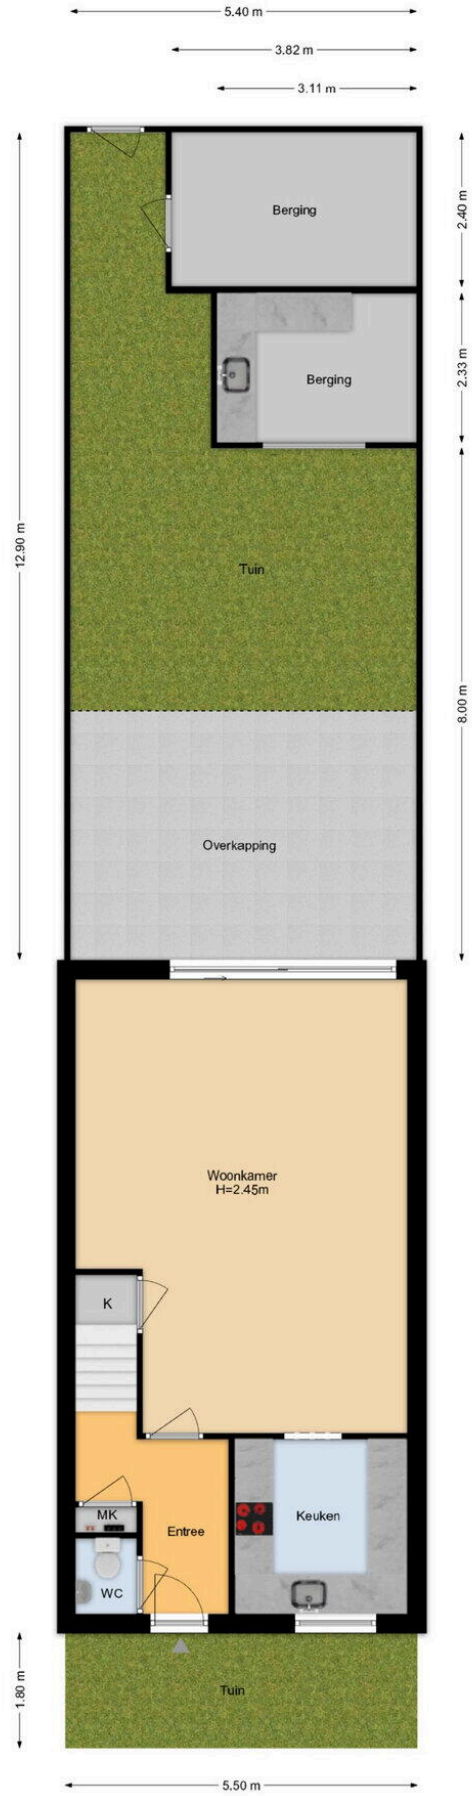 5.40 m
3.82 m
3.11 m
Berging
2.40 m
2.33 m
Berging
12.90 m
Tuin
8.00 m
Overkapping
Woonkamer
H=2.45m
K
MK
Keuken
Entree
WC
1.80 m
Tuin
5.50 m